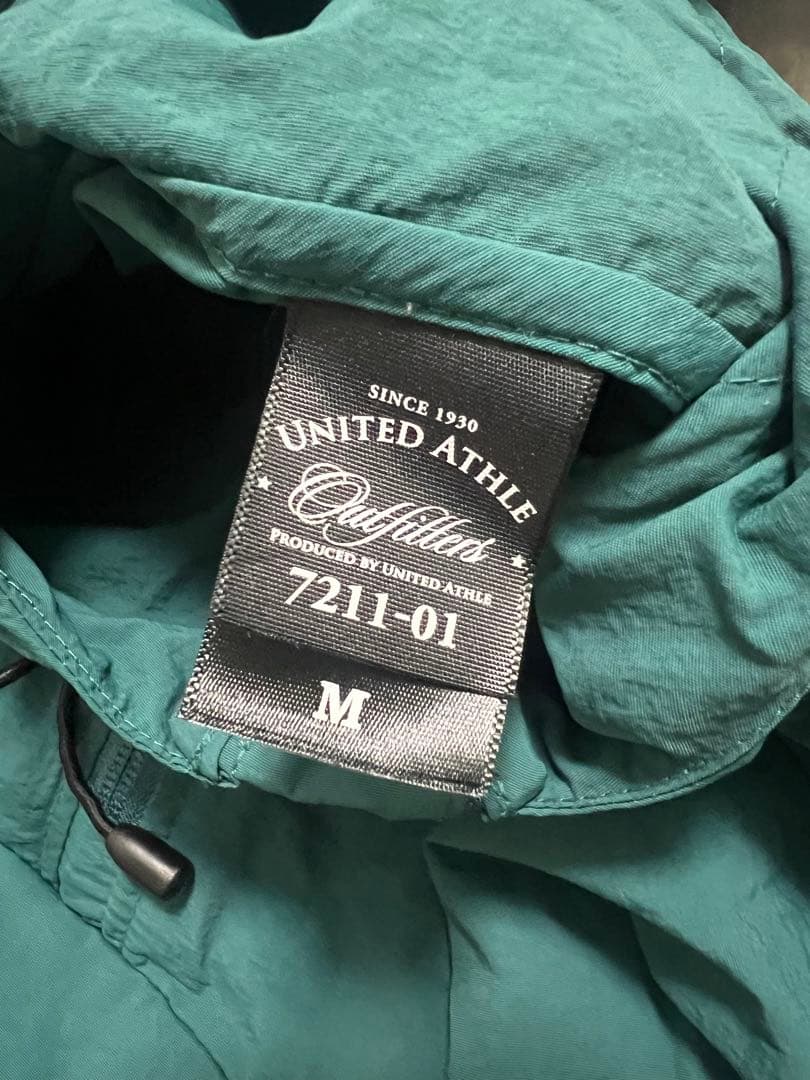 SINCE 1930
UNITED ATHLE
Outfitters
PRODUCED BY UNITED ATHLE
7211-01
M